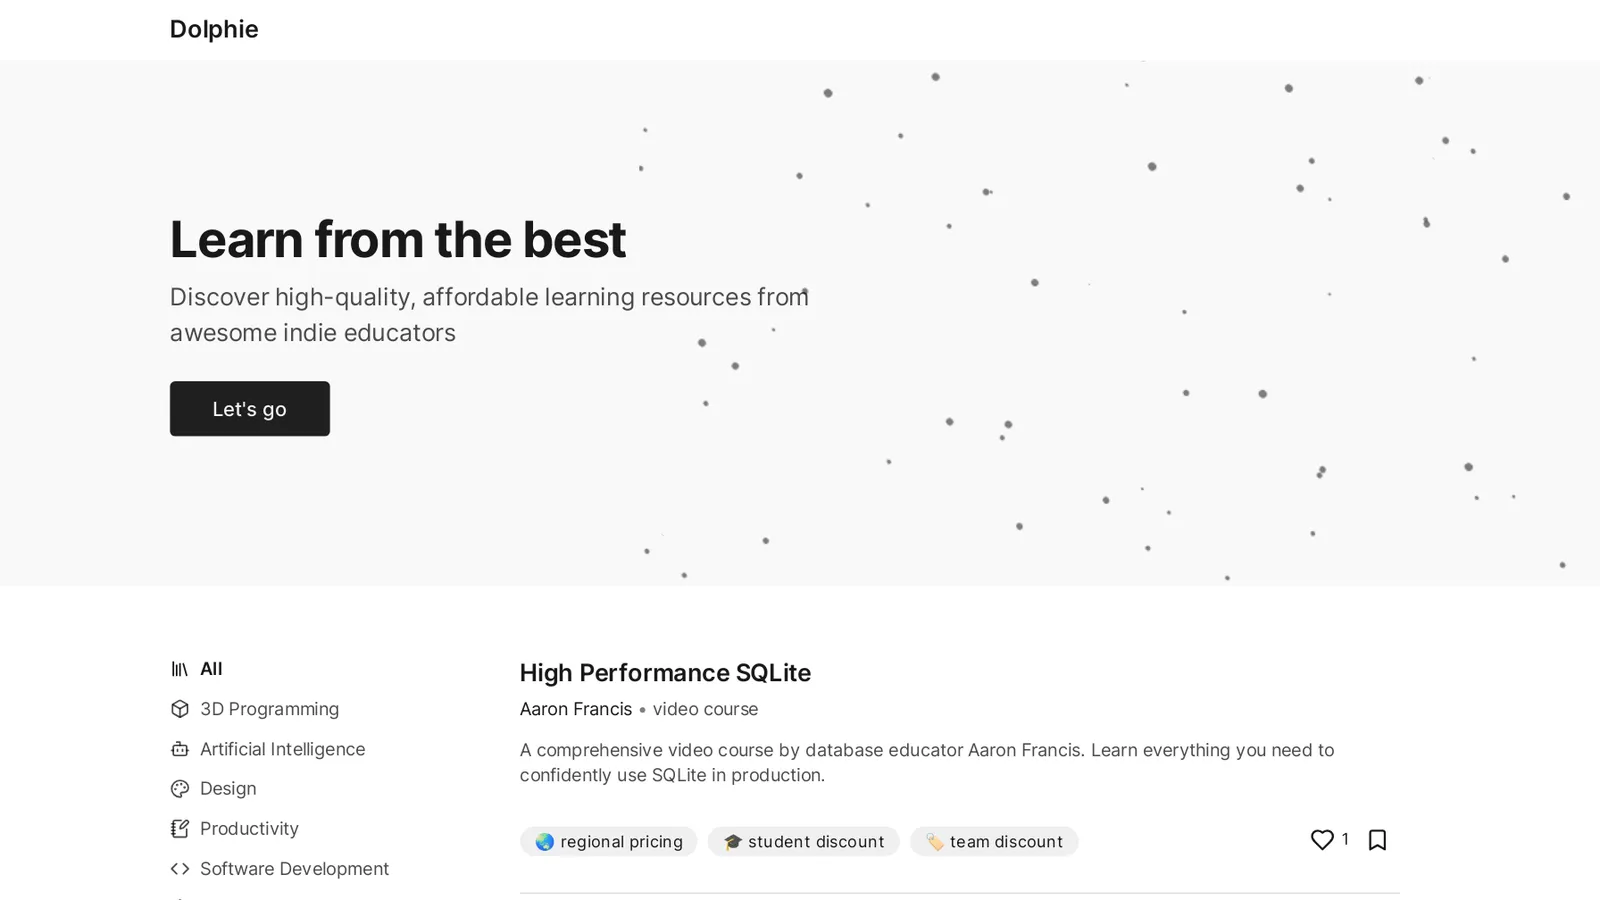 Dolphie
Learn from the best
Discover high-quality, affordable learning resources from
awesome indie educators
Let's go
All
3D Programming
Artificial Intelligence
Design
Productivity
Software Development
High Performance SQLite
Aaron Francis • video course
A comprehensive video course by database educator Aaron Francis. Learn everything you need to
confidently use SQLite in production.
🌏 regional pricing 🎓 student discount 🏷️ team discount 1